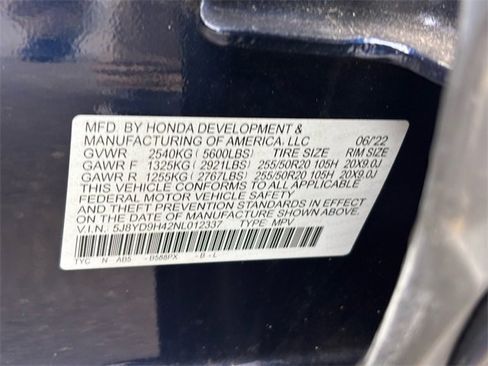 MFD. BY HONDA DEVELOPMENT &
MANUFACTURING OF AMERICA, LLC 06/22
GVWR 2540KG (5600LBS) TIRE SIZE RIM SIZE
GAWR F 1325KG (2921LBS) 255/50R20 105H 20X9.0J
GAWR R 1255KG (2767LBS) 255/50R20 105H 20X9.0J
THIS VEHICLE CONFORMS TO ALL APPLICABLE
FEDERAL MOTOR VEHICLE SAFETY
AND THEFT PREVENTION STANDARDS IN EFFECT
ON THE DATE OF MANUFACTURE SHOWN ABOVE.
V.I.N. 5J8YD9H42NL012337 TYPE: MPV
TYC N AB5 -B588PX -B-L